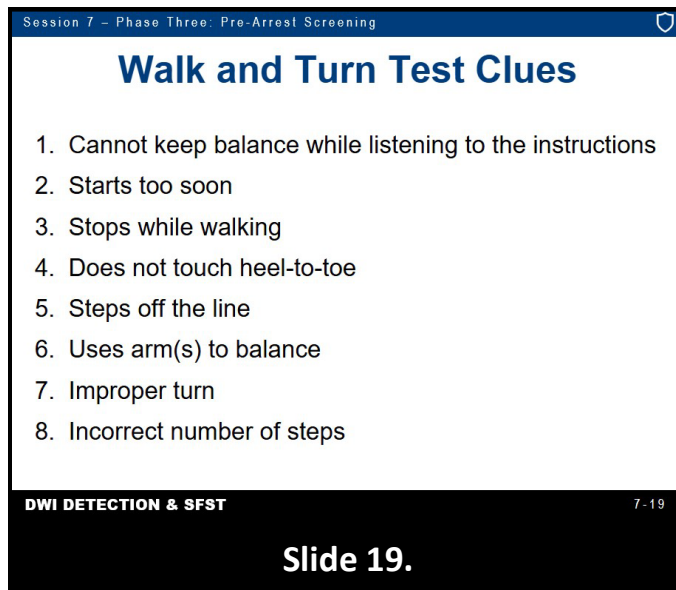 Session 7 – Phase Three: Pre-Arrest Screening
Walk and Turn Test Clues
1. Cannot keep balance while listening to the instructions
2. Starts too soon
3. Stops while walking
4. Does not touch heel-to-toe
5. Steps off the line
6. Uses arm(s) to balance
7. Improper turn
8. Incorrect number of steps
DWI DETECTION & SFST 7-19
Slide 19.